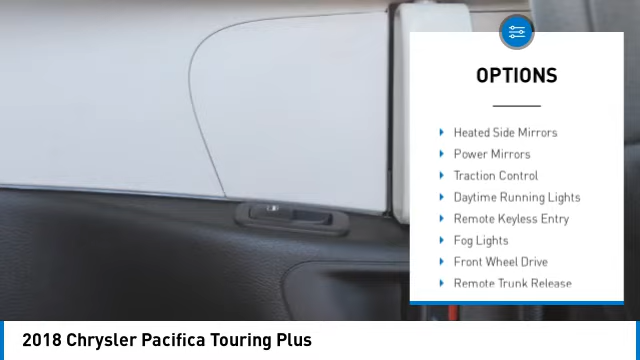 OPTIONS
Heated Side Mirrors
Power Mirrors
Traction Control
Daytime Running Lights
Remote Keyless Entry
Fog Lights
Front Wheel Drive
Remote Trunk Release
2018 Chrysler Pacifica Touring Plus